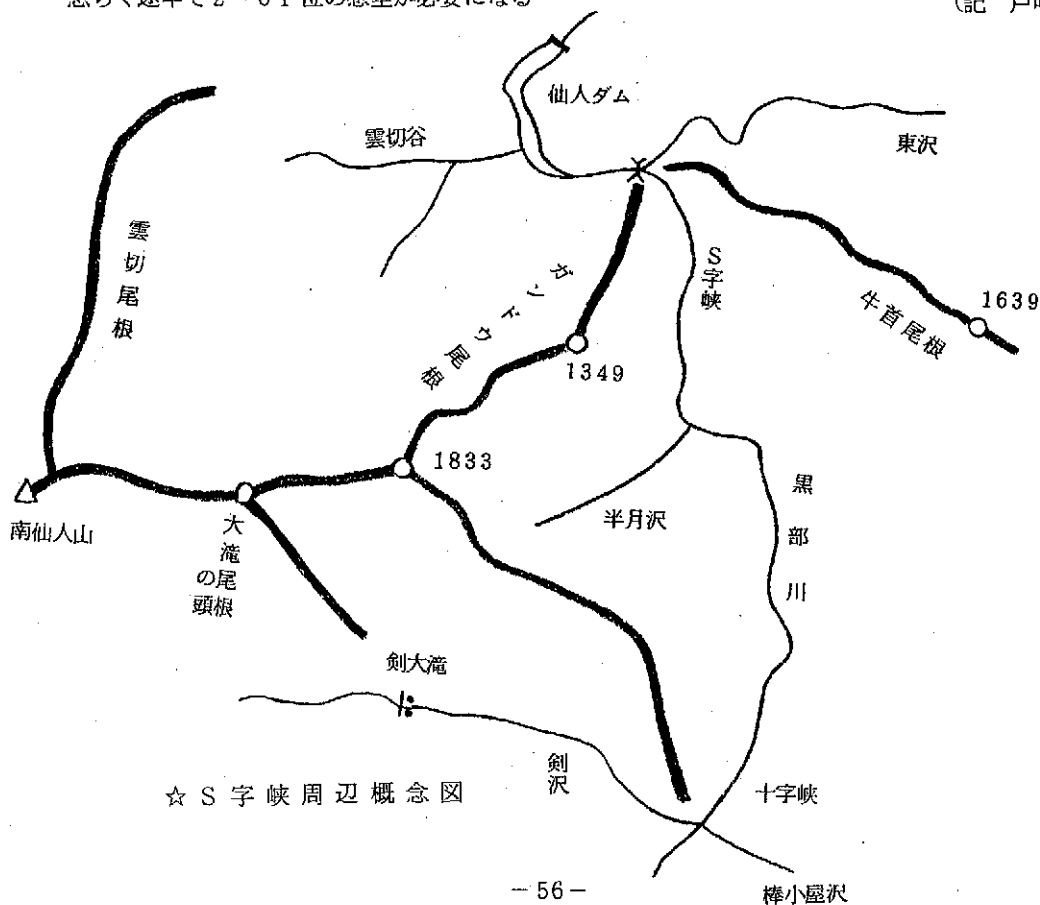 仙人ダム
雲切谷
東沢
雲切尾根
S字峡
ガンドウ尾根
牛首尾根
1639
1349
1833
黒部川
半月沢
南仙人山
大滝尾根の頭
剣大滝
剣沢
☆S字峡周辺概念図
十字峡
-56-
棒小屋沢